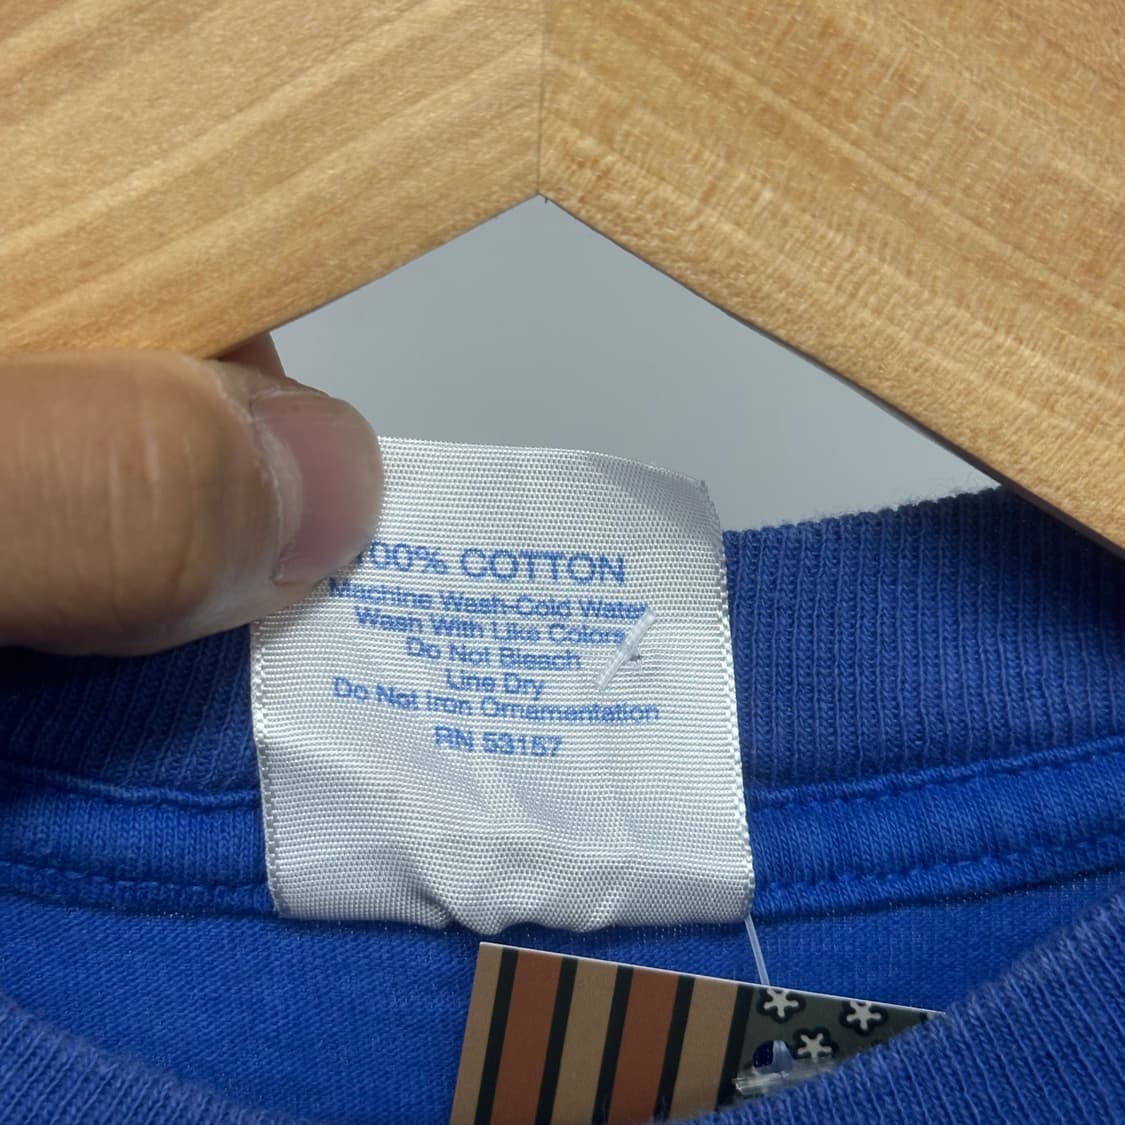 100% COTTON
Machine Wash-Cold Water
Wash With Like Colors
Do Not Bleach
Line Dry
Do Not Iron Ornamentation
RN 53157